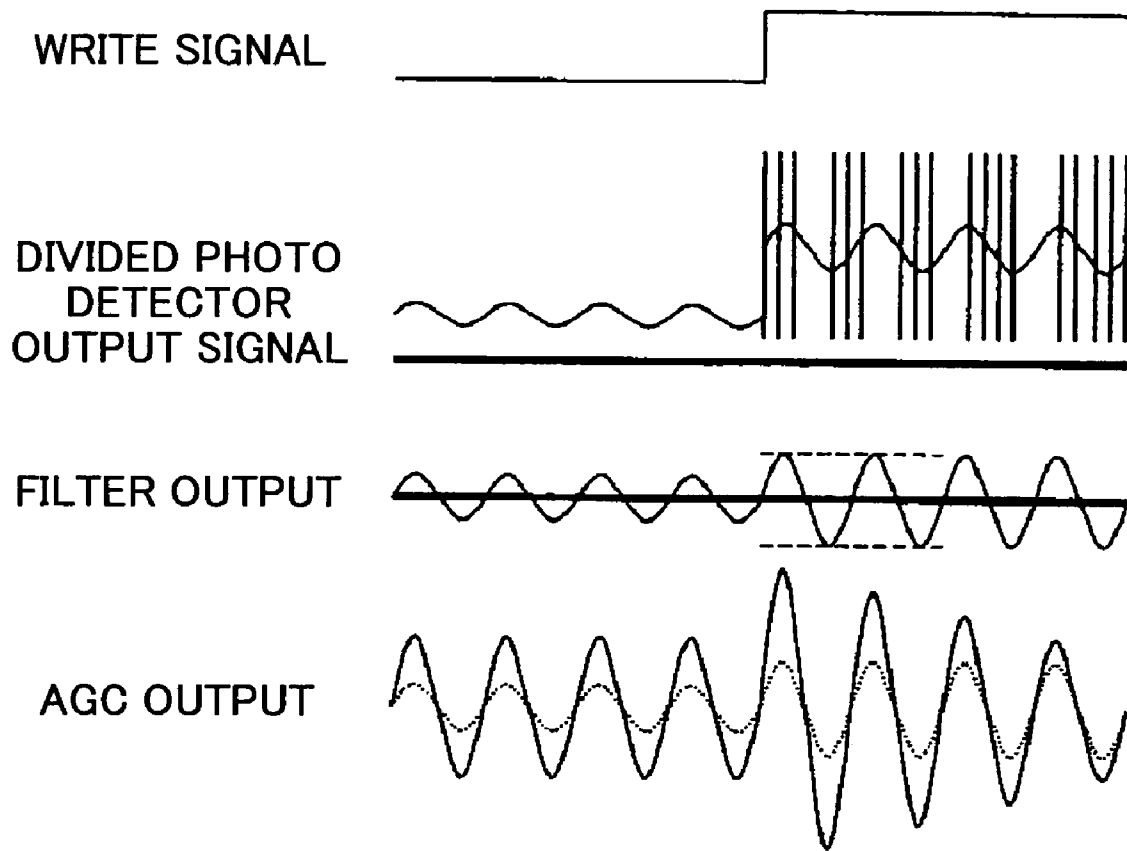 WRITE SIGNAL
DIVIDED PHOTO
DETECTOR
OUTPUT SIGNAL
FILTER OUTPUT
AGC OUTPUT